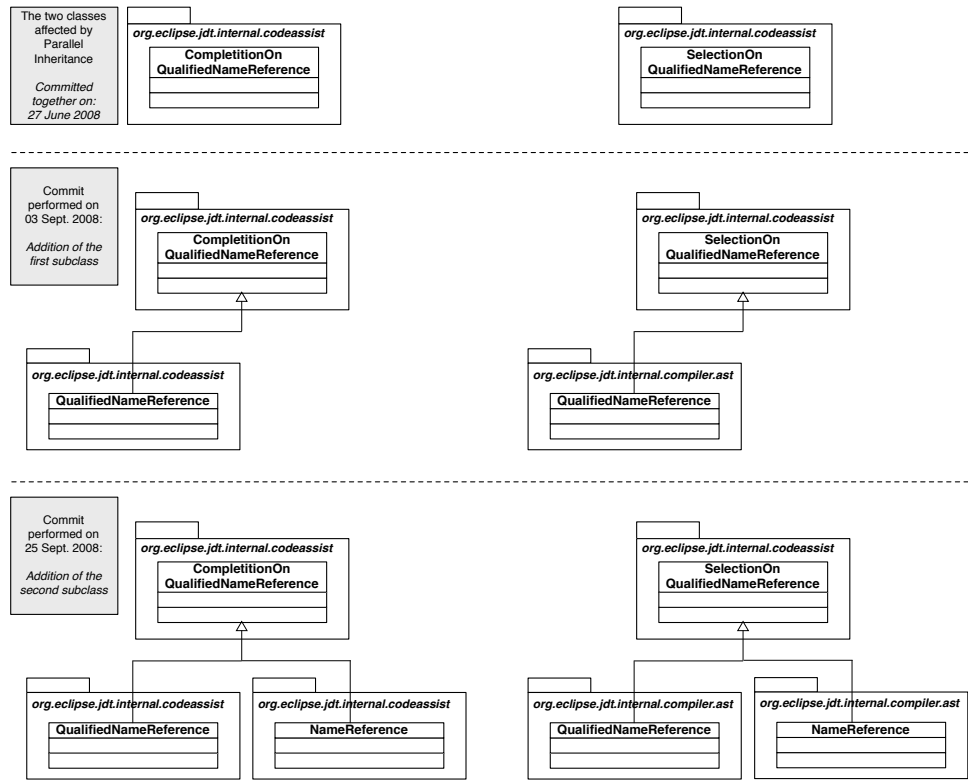 The two classes
affected by
Parallel
Inheritance
Committed
together on:
27 June 2008
org.eclipse.jdt.internal.codeassist
CompletitionOn
QualifiedNameReference
org.eclipse.jdt.internal.codeassist
SelectionOn
QualifiedNameReference
Commit
performed on
03 Sept. 2008:
Addition of the
first subclass
org.eclipse.jdt.internal.codeassist
CompletitionOn
QualifiedNameReference
org.eclipse.jdt.internal.codeassist
SelectionOn
QualifiedNameReference
org.eclipse.jdt.internal.codeassist
QualifiedNameReference
org.eclipse.jdt.internal.compiler.ast
QualifiedNameReference
Commit
performed on
25 Sept. 2008:
Addition of the
second subclass
org.eclipse.jdt.internal.codeassist
CompletitionOn
QualifiedNameReference
org.eclipse.jdt.internal.codeassist
SelectionOn
QualifiedNameReference
org.eclipse.jdt.internal.codeassist
QualifiedNameReference
org.eclipse.jdt.internal.codeassist
NameReference
org.eclipse.jdt.internal.compiler.ast
QualifiedNameReference
org.eclipse.jdt.internal.compiler.ast
NameReference